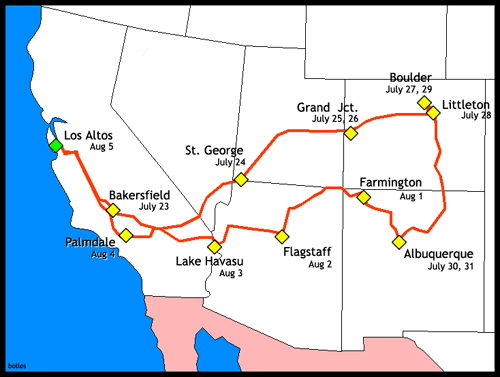 Boulder
July 27, 29
Littleton
July 28
Grand Jct.
July 25, 26
Los Altos
Aug 5
St. George
July 24
Farmington
Aug 1
Bakersfield
July 23
Palmdale
Aug 4
Lake Havasu
Aug 3
Flagstaff
Aug 2
Albuquerque
July 30, 31
bolles